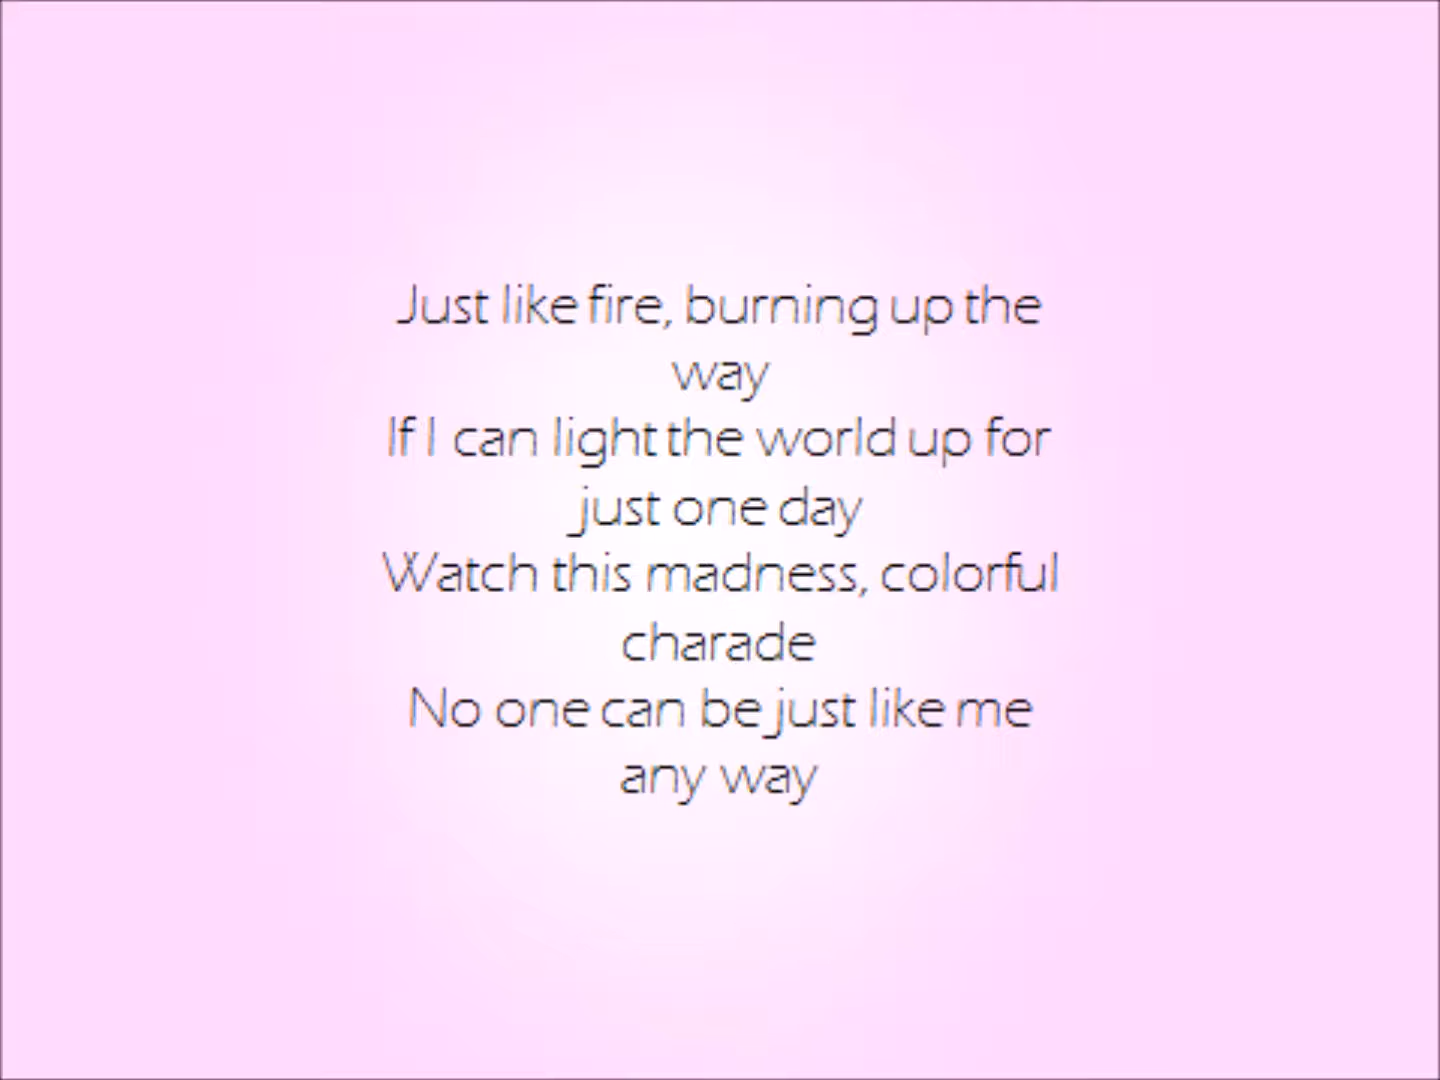 Just like fire, burning up the
way
If I can light the world up for
just one day
Watch this madness, colorful
charade
No one can be just like me
any way